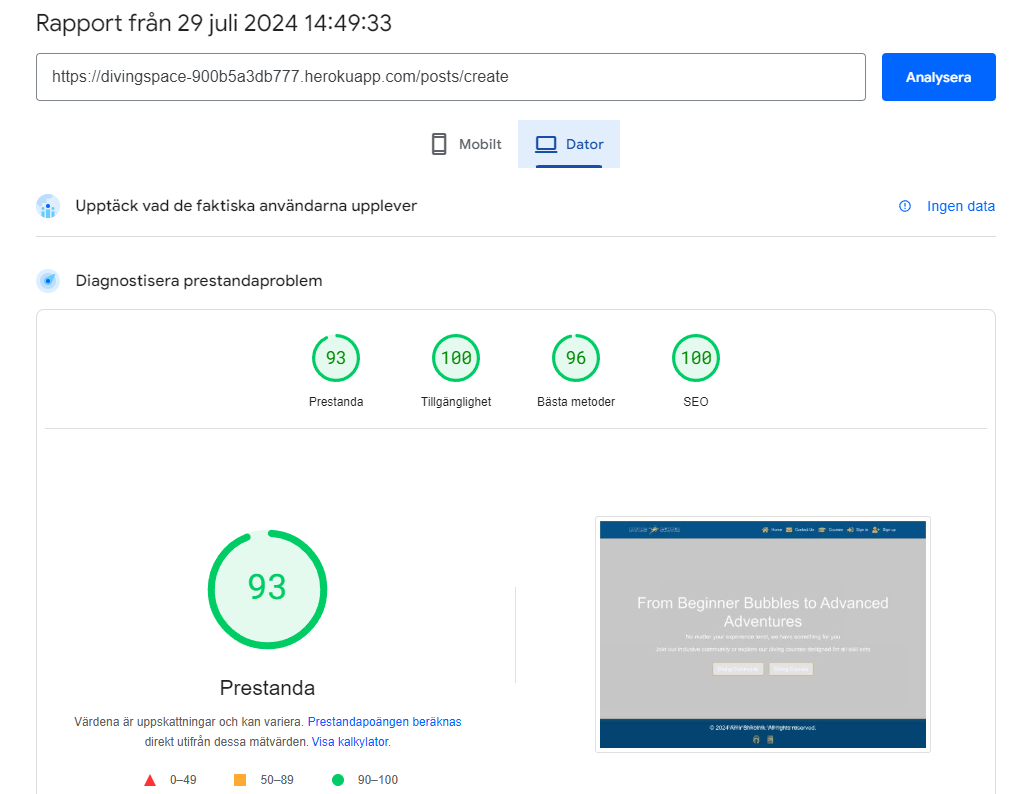 Rapport från 29 juli 2024 14:49:33
https://divingspace-900b5a3db777.herokuapp.com/posts/create
Analysera
Mobilt
Dator
Upptäck vad de faktiska användarna upplever
Ingen data
Diagnostisera prestandaproblem
93
100
96
100
Prestanda
Tillgänglighet
Bästa metoder
SEO
93
Prestanda
Värdena är uppskattningar och kan variera. Prestandapoängen beräknas
direkt utifrån dessa mätvärden. Visa kalkylator.
0–49
50–89
90–100
Home
Contact Us
Courses
Sign in
Sign up
From Beginner Bubbles to Advanced
Adventures
No matter your experience level, we have something for you
Join our inclusive community or explore our diving courses designed for all skill sets
© 2024 Amir Shkolnik. All rights reserved.